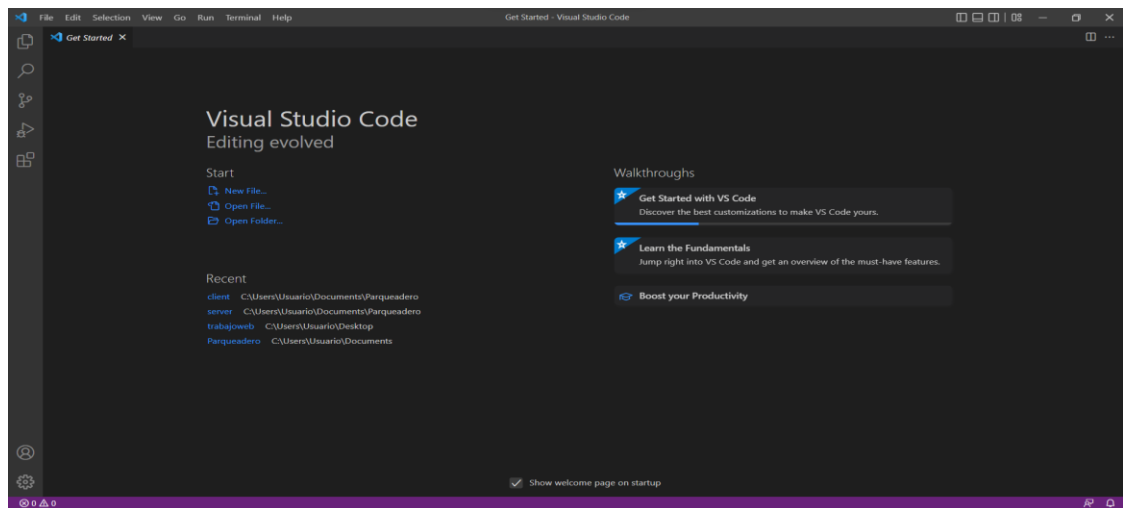 File Edit Selection View Go Run Terminal Help Get Started - Visual Studio Code
Get Started
Visual Studio Code
Editing evolved
Start
New File...
Open File...
Open Folder...
Recent
client C:\Users\Usuario\Documents\Parqueadero
server C:\Users\Usuario\Documents\Parqueadero
trabajoweb C:\Users\Usuario\Desktop
Parqueadero C:\Users\Usuario\Documents
Walkthroughs
Get Started with VS Code
Discover the best customizations to make VS Code yours.
Learn the Fundamentals
Jump right into VS Code and get an overview of the must-have features.
Boost your Productivity
Show welcome page on startup
0 0